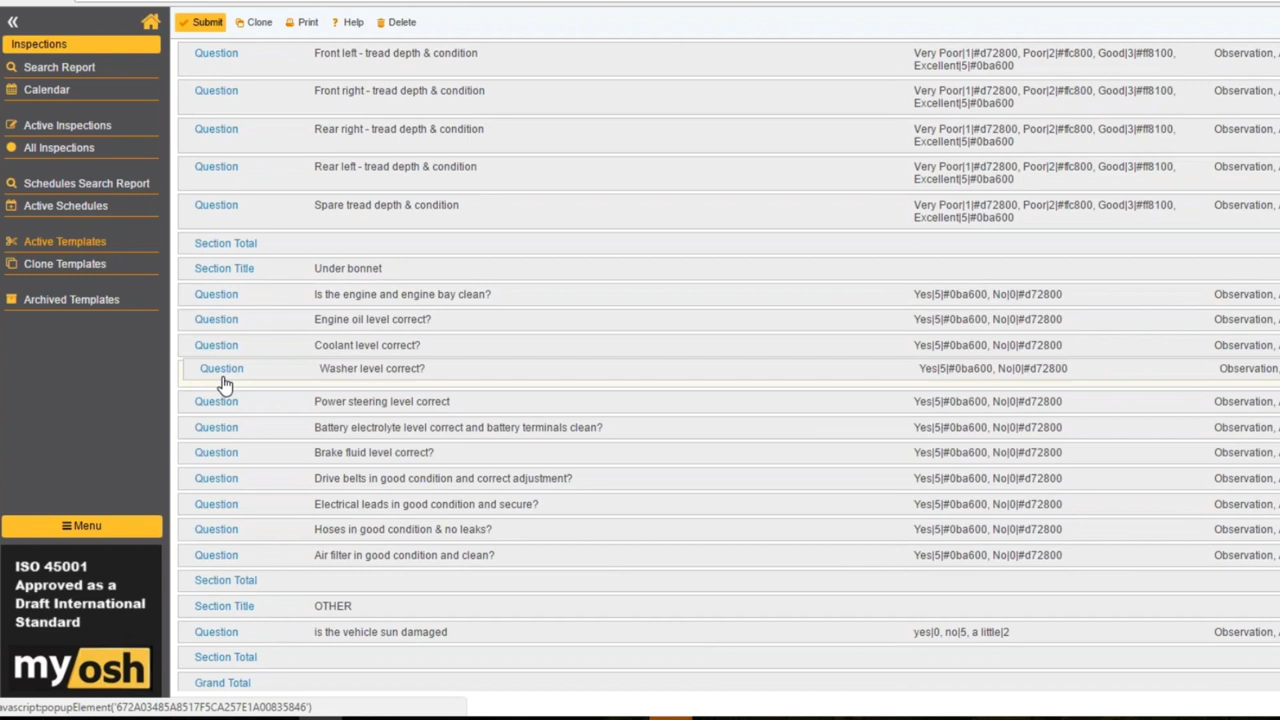 «
Submit Clone Print ? Help Delete
Inspections
Search Report
Calendar
Active Inspections
All Inspections
Schedules Search Report
Active Schedules
Active Templates
Clone Templates
Archived Templates
Menu
ISO 45001
Approved as a
Draft International
Standard
myosh
Question Front left - tread depth & condition Very Poor|1|#d72800, Poor|2|#ffc800, Good|3|#ff8100, Observation,
Excellent|5|#0ba600
Question Front right - tread depth & condition Very Poor|1|#d72800, Poor|2|#ffc800, Good|3|#ff8100, Observation,
Excellent|5|#0ba600
Question Rear right - tread depth & condition Very Poor|1|#d72800, Poor|2|#ffc800, Good|3|#ff8100, Observation,
Excellent|5|#0ba600
Question Rear left - tread depth & condition Very Poor|1|#d72800, Poor|2|#ffc800, Good|3|#ff8100, Observation,
Excellent|5|#0ba600
Question Spare tread depth & condition Very Poor|1|#d72800, Poor|2|#ffc800, Good|3|#ff8100, Observation,
Excellent|5|#0ba600
Section Total
Section Title Under bonnet
Question Is the engine and engine bay clean? Yes|5|#0ba600, No|0|#d72800 Observation,
Question Engine oil level correct? Yes|5|#0ba600, No|0|#d72800 Observation,
Question Coolant level correct? Yes|5|#0ba600, No|0|#d72800 Observation,
Question Washer level correct? Yes|5|#0ba600, No|0|#d72800 Observation
Question Power steering level correct Yes|5|#0ba600, No|0|#d72800 Observation,
Question Battery electrolyte level correct and battery terminals clean? Yes|5|#0ba600, No|0|#d72800 Observation,
Question Brake fluid level correct? Yes|5|#0ba600, No|0|#d72800 Observation,
Question Drive belts in good condition and correct adjustment? Yes|5|#0ba600, No|0|#d72800 Observation,
Question Electrical leads in good condition and secure? Yes|5|#0ba600, No|0|#d72800 Observation,
Question Hoses in good condition & no leaks? Yes|5|#0ba600, No|0|#d72800 Observation,
Question Air filter in good condition and clean? Yes|5|#0ba600, No|0|#d72800 Observation,
Section Total
Section Title OTHER
Question is the vehicle sun damaged yes|0, no|5, a little|2 Observation,
Section Total
Grand Total
avascript:popupElement('672A03485A8517F5CA257E1A00835846')